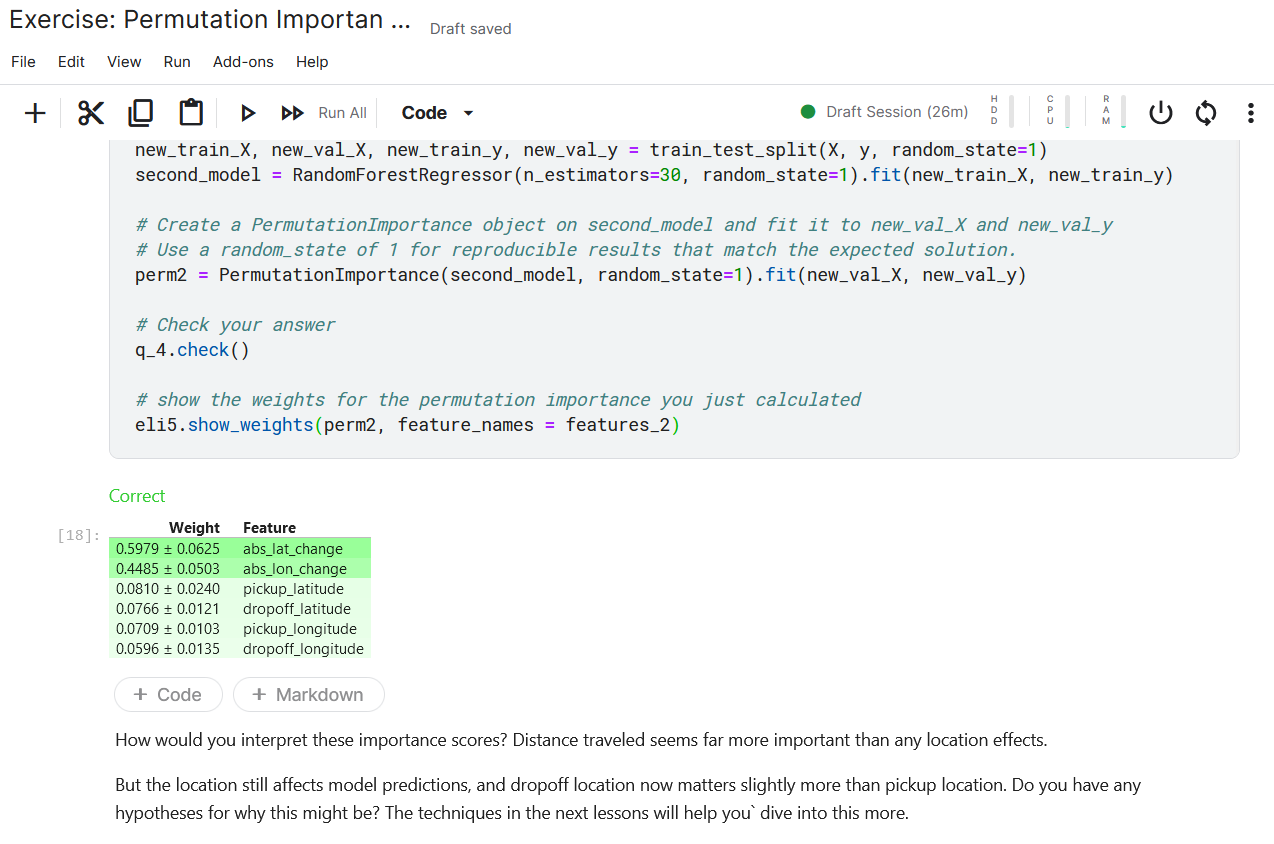 Exercise: Permutation Importan ...
Draft saved
File Edit View Run Add-ons Help
Run All
Code
Draft Session (26m)
HDD
CPU
RAM
new_train_X, new_val_X, new_train_y, new_val_y = train_test_split(X, y, random_state=1)
second_model = RandomForestRegressor(n_estimators=30, random_state=1).fit(new_train_X, new_train_y)
# Create a PermutationImportance object on second_model and fit it to new_val_X and new_val_y
# Use a random_state of 1 for reproducible results that match the expected solution.
perm2 = PermutationImportance(second_model, random_state=1).fit(new_val_X, new_val_y)
# Check your answer
q_4.check()
# show the weights for the permutation importance you just calculated
eli5.show_weights(perm2, feature_names = features_2)
Correct
[18]:
Weight Feature
0.5979 ± 0.0625 abs_lat_change
0.4485 ± 0.0503 abs_lon_change
0.0810 ± 0.0240 pickup_latitude
0.0766 ± 0.0121 dropoff_latitude
0.0709 ± 0.0103 pickup_longitude
0.0596 ± 0.0135 dropoff_longitude
+ Code + Markdown
How would you interpret these importance scores? Distance traveled seems far more important than any location effects.
But the location still affects model predictions, and dropoff location now matters slightly more than pickup location. Do you have any
hypotheses for why this might be? The techniques in the next lessons will help you` dive into this more.